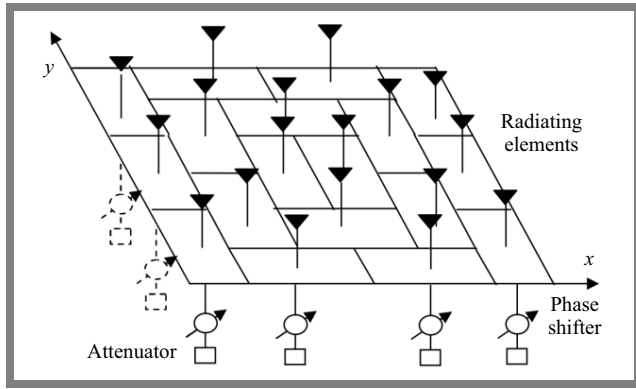 y
Radiating
elements
x
Phase
shifter
Attenuator